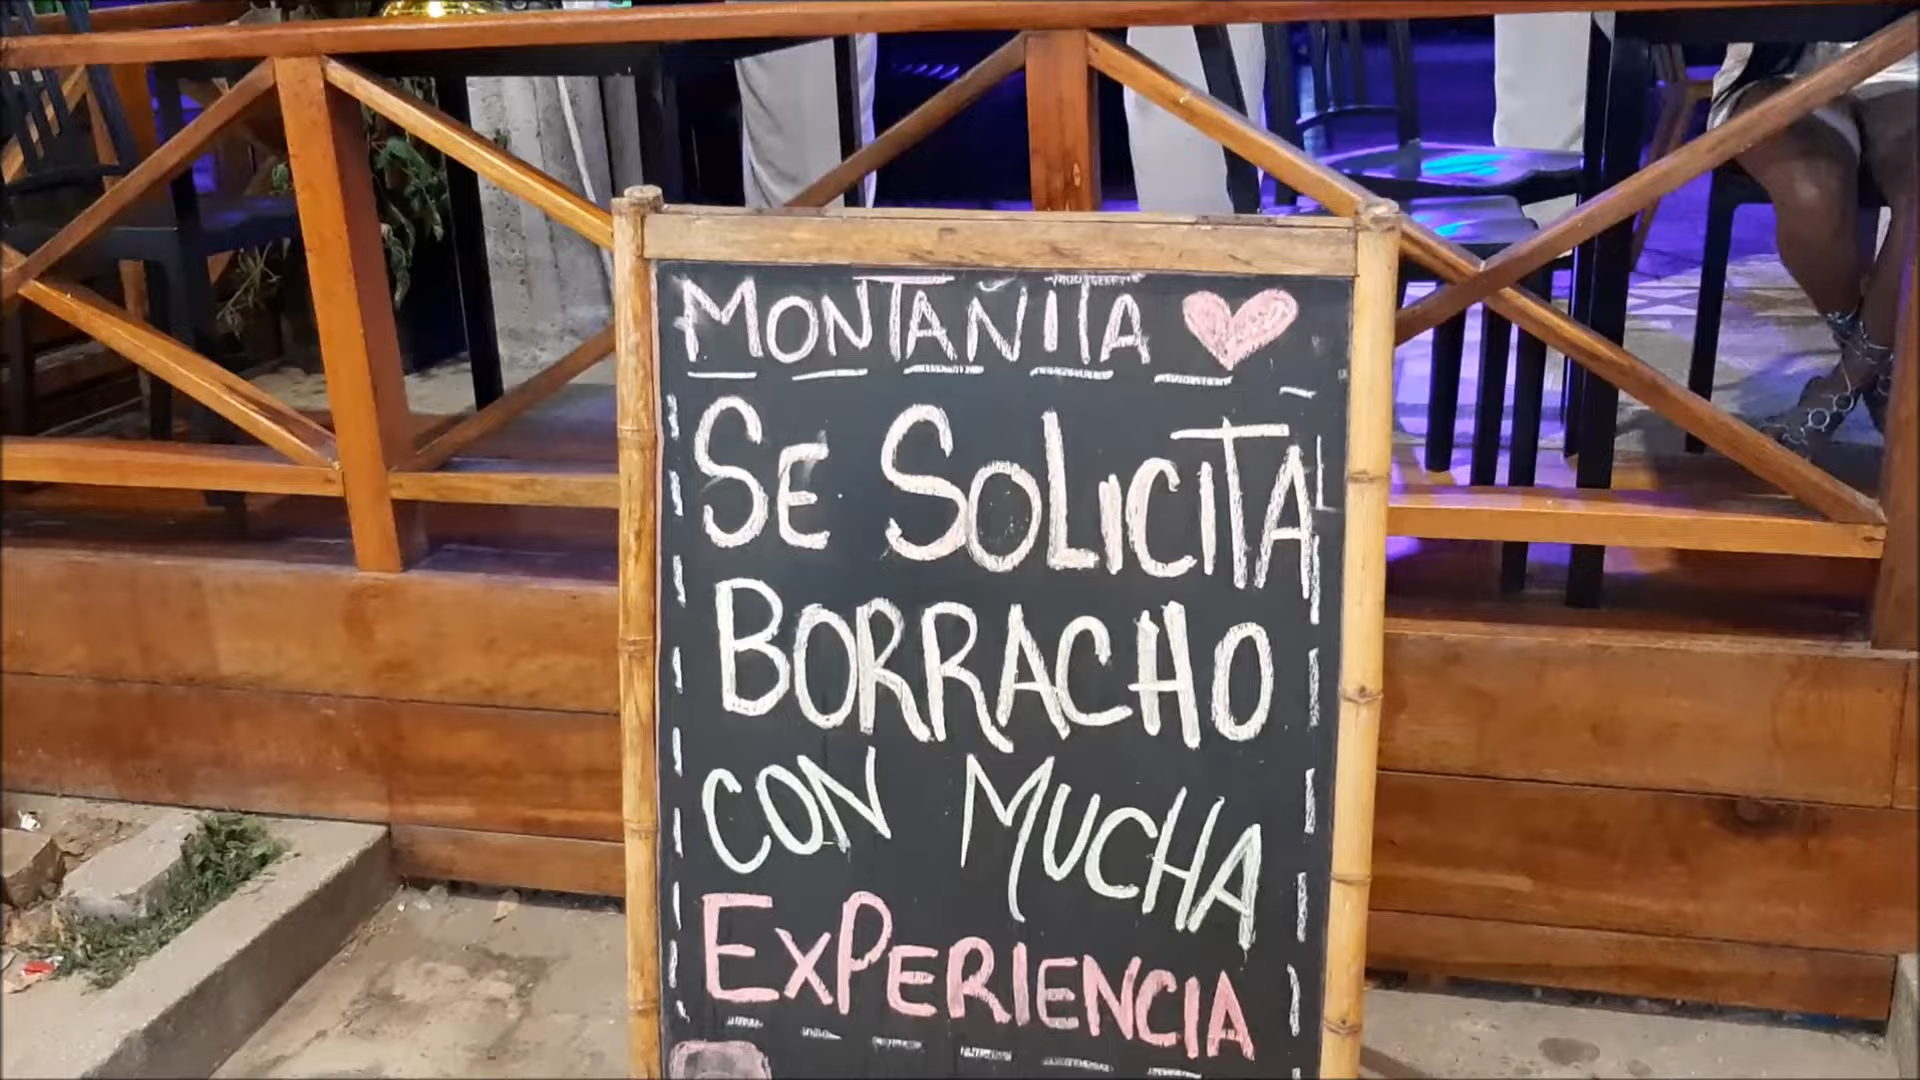 MONTAÑITA
SE SOLICITA
BORRACHO
CON MUCHA
EXPERIENCIA